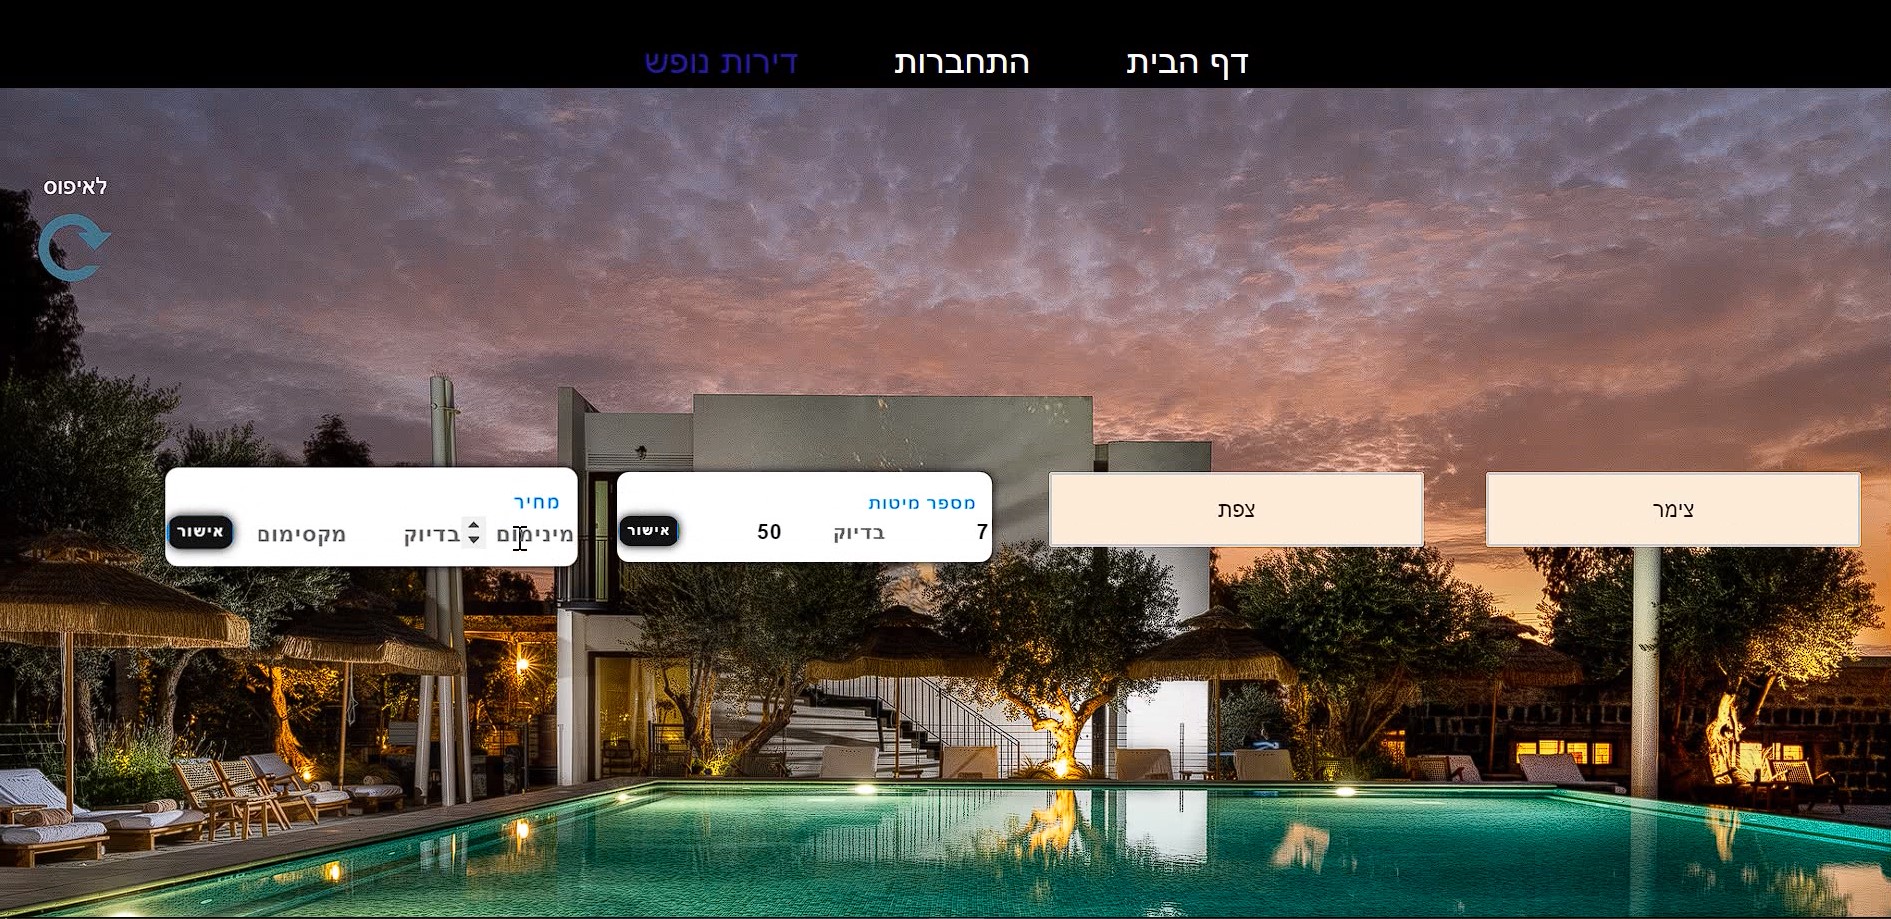 דף הבית התחברות דירות נופש
לאיפוס
צימר
צפת
מספר מיטות
7 בדיוק 50 אישור
מחיר
מינימום בדיוק מקסימום אישור